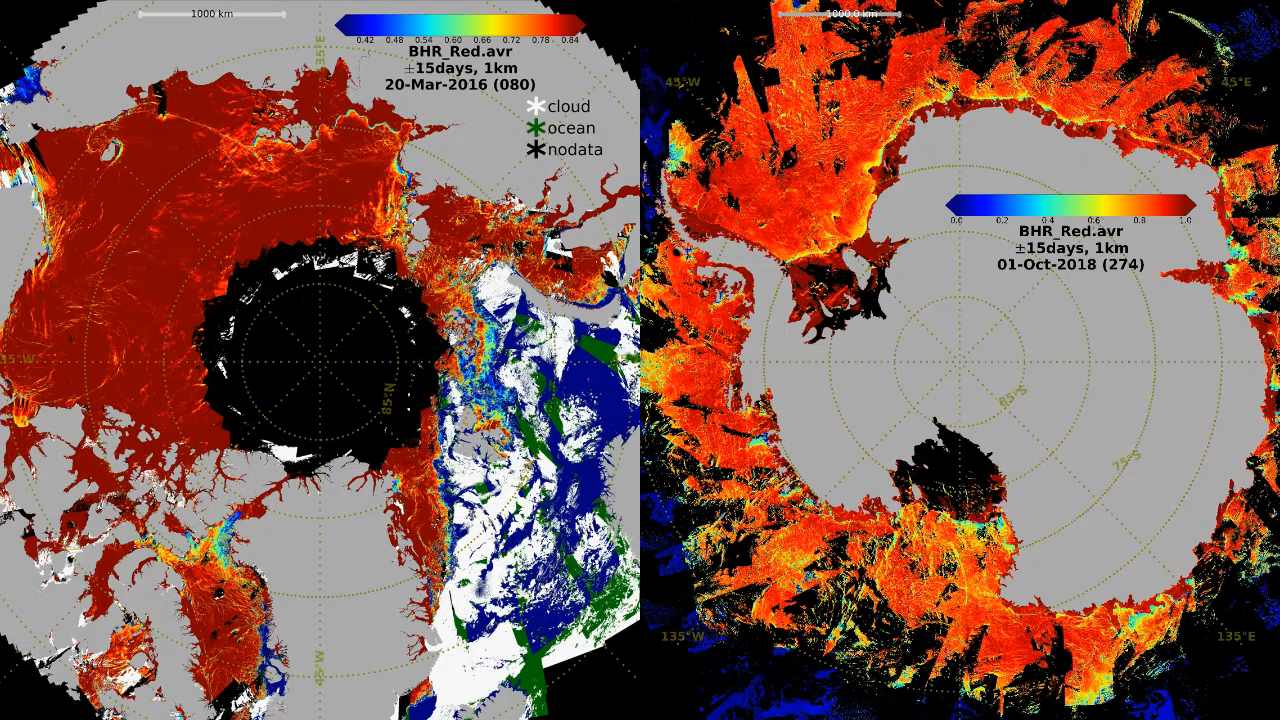 1000 km
0.42 0.48 0.54 0.60 0.66 0.72 0.78 0.84
BHR_Red.avr
±15days, 1km
20-Mar-2016 (080)
cloud
ocean
nodata
35°W
85°N
45°W
1000.0 km
45°W
45°E
0.0 0.2 0.4 0.6 0.8 1.0
BHR_Red.avr
±15days, 1km
01-Oct-2018 (274)
85°S
75°S
135°W
135°E